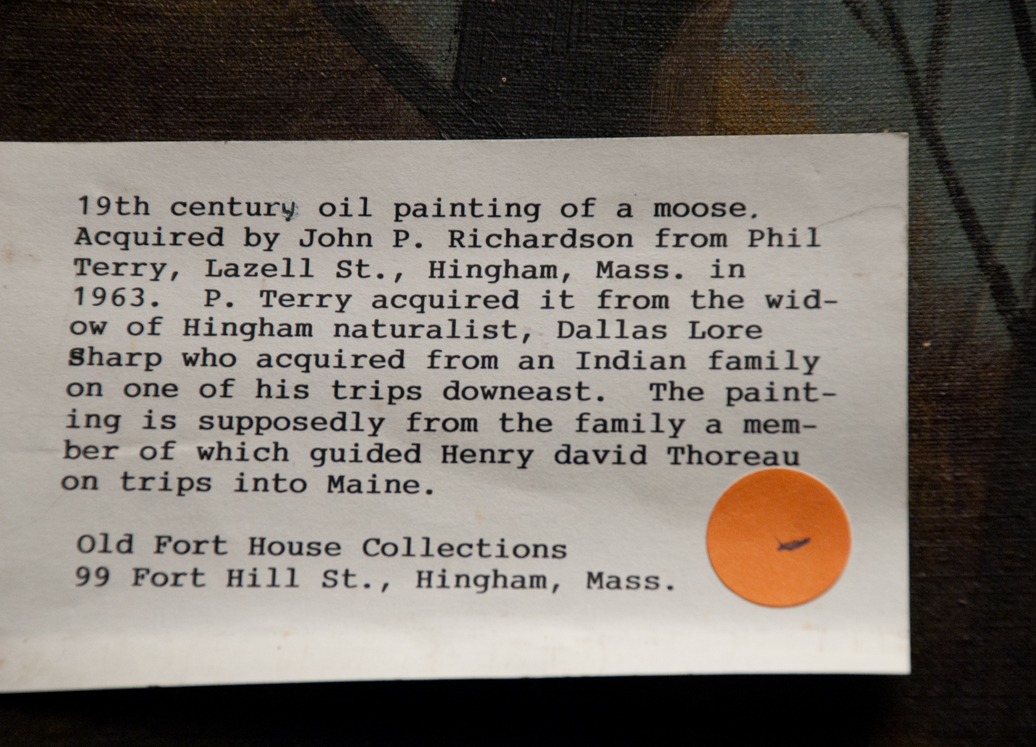 19th century oil painting of a moose.
Acquired by John P. Richardson from Phil
Terry, Lazell St., Hingham, Mass. in
1963.  P. Terry acquired it from the wid-
ow of Hingham naturalist, Dallas Lore
Sharp who acquired from an Indian family
on one of his trips downeast.  The paint-
ing is supposedly from the family a mem-
ber of which guided Henry david Thoreau
on trips into Maine.
Old Fort House Collections
99 Fort Hill St., Hingham, Mass.